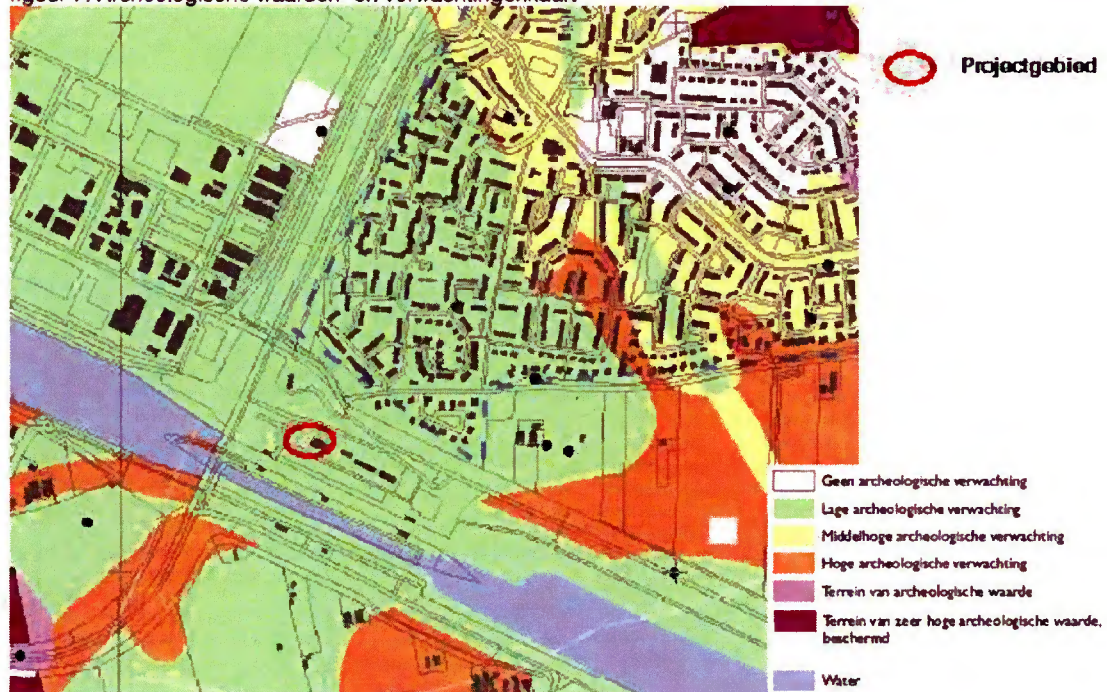 Projectgebied
Geen archeologische verwachting
Lage archeologische verwachting
Middelhoge archeologische verwachting
Hoge archeologische verwachting
Terrein van archeologische waarde
Terrein van zeer hoge archeologische waarde,
beschermd
Water